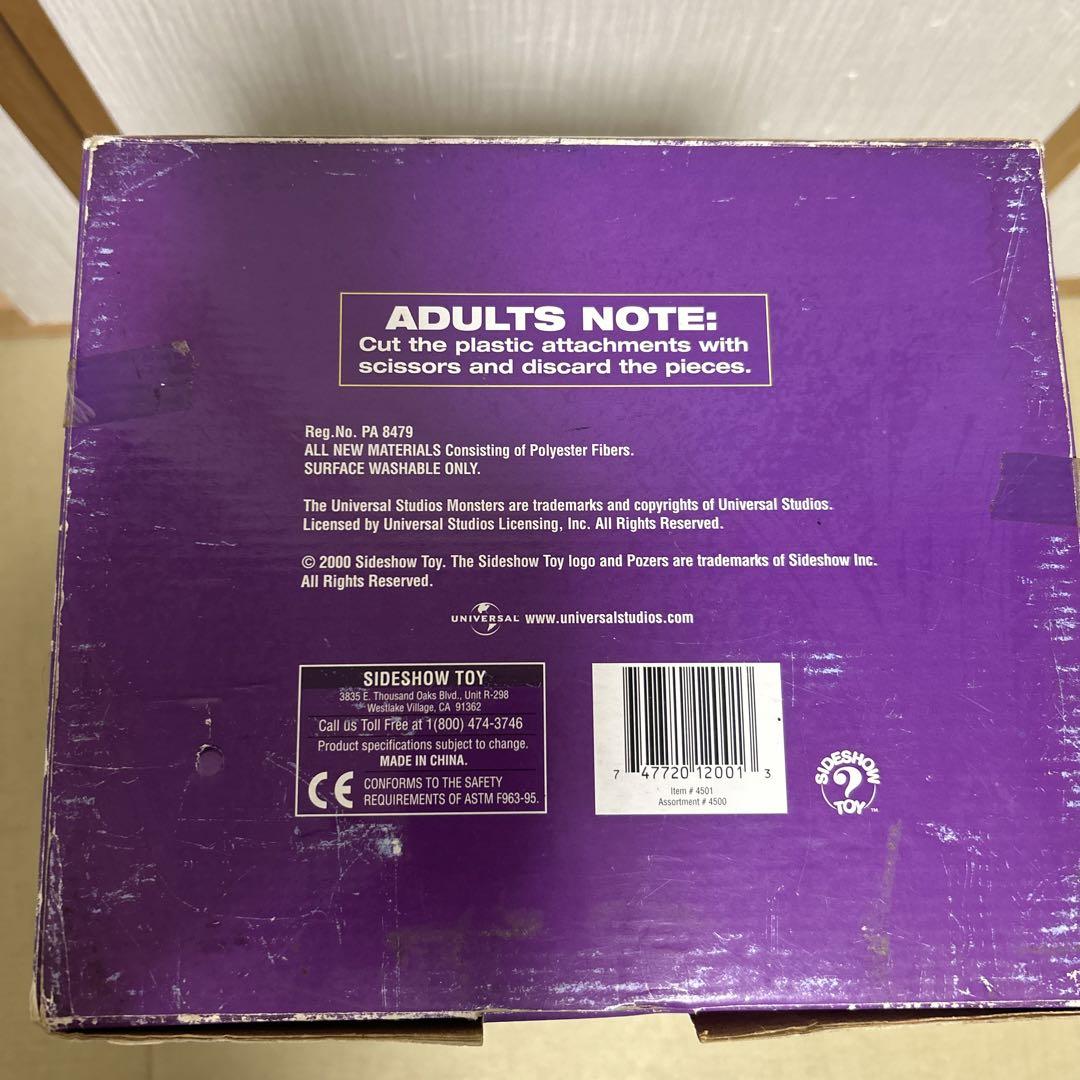 ADULTS NOTE:
Cut the plastic attachments with
scissors and discard the pieces.
Reg.No. PA 8479
ALL NEW MATERIALS Consisting of Polyester Fibers.
SURFACE WASHABLE ONLY.
The Universal Studios Monsters are trademarks and copyrights of Universal Studios.
Licensed by Universal Studios Licensing, Inc. All Rights Reserved.
© 2000 Sideshow Toy. The Sideshow Toy logo and Pozers are trademarks of Sideshow Inc.
All Rights Reserved.
UNIVERSAL www.universalstudios.com
SIDESHOW TOY
3835 E. Thousand Oaks Blvd., Unit R-298
Westlake Village, CA 91362
Call us Toll Free at 1(800) 474-3746
Product specifications subject to change.
MADE IN CHINA.
CE CONFORMS TO THE SAFETY
REQUIREMENTS OF ASTM F963-95.
7 47720 12001 3
Item # 4501
Assortment # 4500
SIDESHOW
?
TOY™